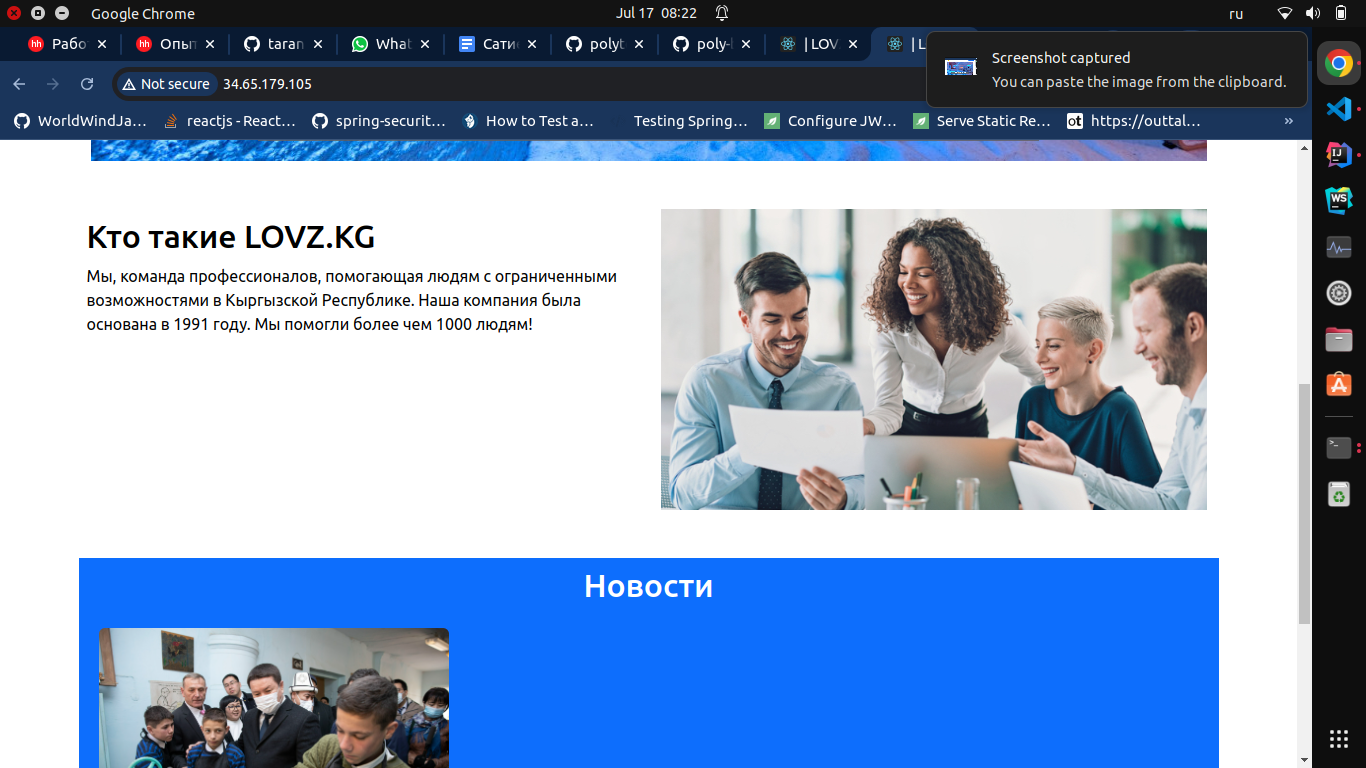 Google Chrome
Jul 17 08:22
ru
Рабо
Опы
taran
What
Сати
polyt
poly-
| LOV
| L
Screenshot captured
You can paste the image from the clipboard.
Not secure
34.65.179.105
WorldWindJa...
reactjs - React...
spring-securit...
How to Test a...
Testing Spring...
Configure JW...
Serve Static Re...
https://outtal...
»
Кто такие LOVZ.KG
Мы, команда профессионалов, помогающая людям с ограниченными
возможностями в Кыргызской Республике. Наша компания была
основана в 1991 году. Мы помогли более чем 1000 людям!
Новости